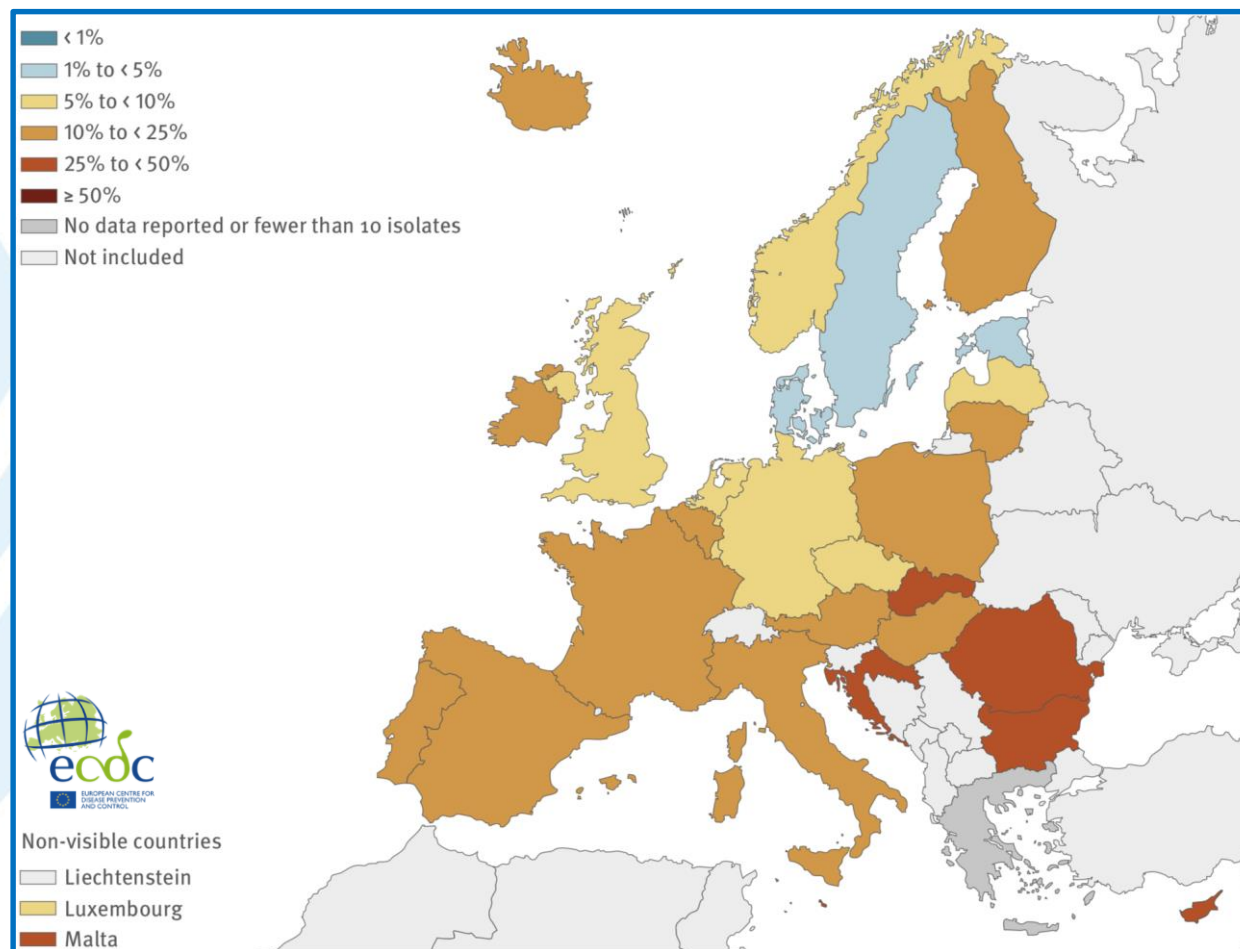 < 1%
1% to < 5%
5% to < 10%
10% to < 25%
25% to < 50%
≥ 50%
No data reported or fewer than 10 isolates
Not included
ecdc
EUROPEAN CENTRE FOR
DISEASE PREVENTION
AND CONTROL
Non-visible countries
Liechtenstein
Luxembourg
Malta